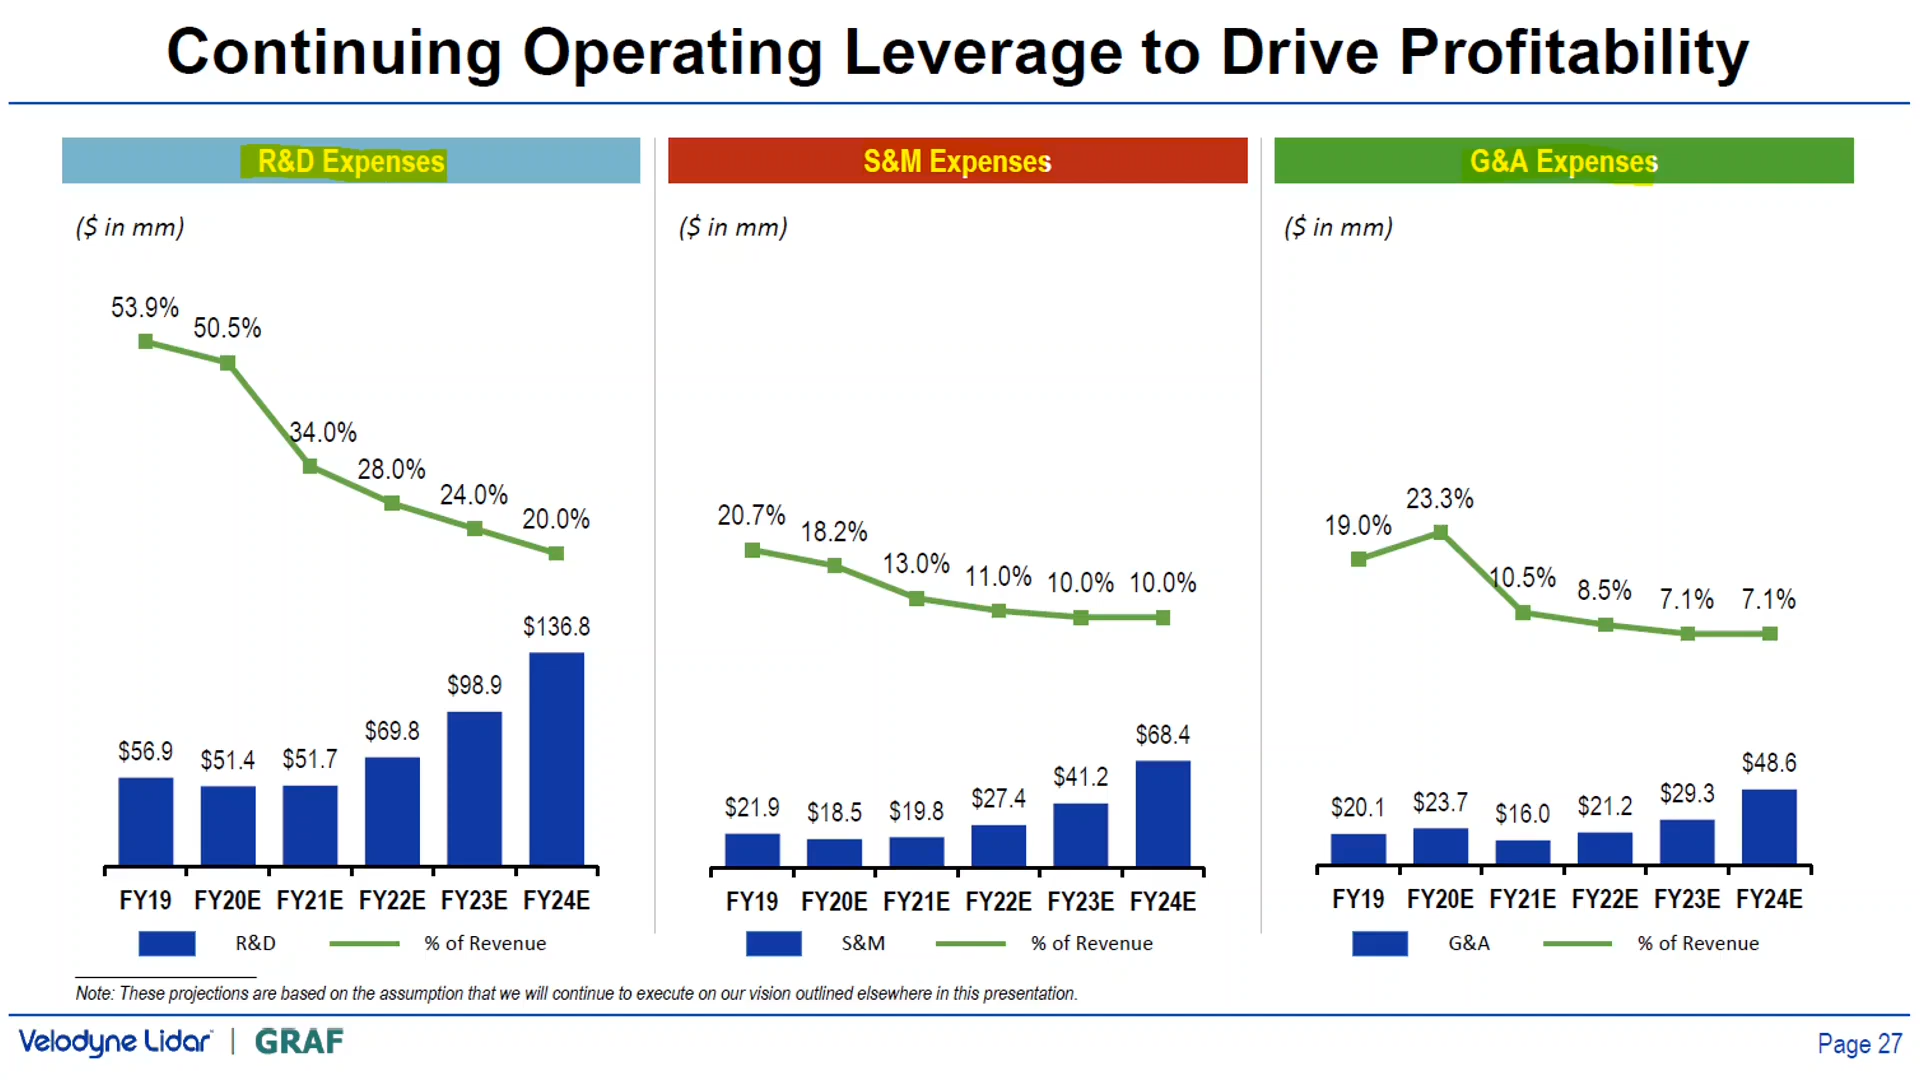 Continuing Operating Leverage to Drive Profitability
R&D Expenses
($ in mm)
53.9%
50.5%
34.0%
28.0%
24.0%
20.0%
$56.9
$51.4
$51.7
$69.8
$98.9
$136.8
FY19 FY20E FY21E FY22E FY23E FY24E
R&D % of Revenue
S&M Expenses
($ in mm)
20.7%
18.2%
13.0%
11.0%
10.0%
10.0%
$21.9
$18.5
$19.8
$27.4
$41.2
$68.4
FY19 FY20E FY21E FY22E FY23E FY24E
S&M % of Revenue
G&A Expenses
($ in mm)
19.0%
23.3%
10.5%
8.5%
7.1%
7.1%
$20.1
$23.7
$16.0
$21.2
$29.3
$48.6
FY19 FY20E FY21E FY22E FY23E FY24E
G&A % of Revenue
Note: These projections are based on the assumption that we will continue to execute on our vision outlined elsewhere in this presentation.
Velodyne Lidar | GRAF
Page 27